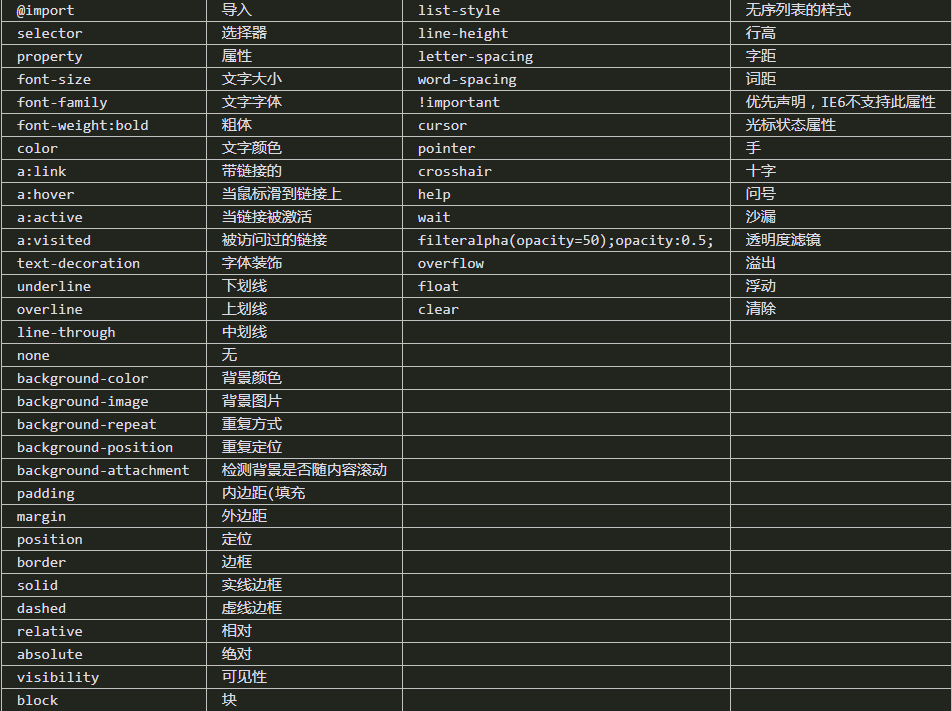 @import 导入 list-style 无序列表的样式
selector 选择器 line-height 行高
property 属性 letter-spacing 字距
font-size 文字大小 word-spacing 词距
font-family 文字字体 !important 优先声明，IE6不支持此属性
font-weight:bold 粗体 cursor 光标状态属性
color 文字颜色 pointer 手
a:link 带链接的 crosshair 十字
a:hover 当鼠标滑到链接上 help 问号
a:active 当链接被激活 wait 沙漏
a:visited 被访问过的链接 filteralpha(opacity=50);opacity:0.5; 透明度滤镜
text-decoration 字体装饰 overflow 溢出
underline 下划线 float 浮动
overline 上划线 clear 清除
line-through 中划线
none 无
background-color 背景颜色
background-image 背景图片
background-repeat 重复方式
background-position 重复定位
background-attachment 检测背景是否随内容滚动
padding 内边距(填充
margin 外边距
position 定位
border 边框
solid 实线边框
dashed 虚线边框
relative 相对
absolute 绝对
visibility 可见性
block 块